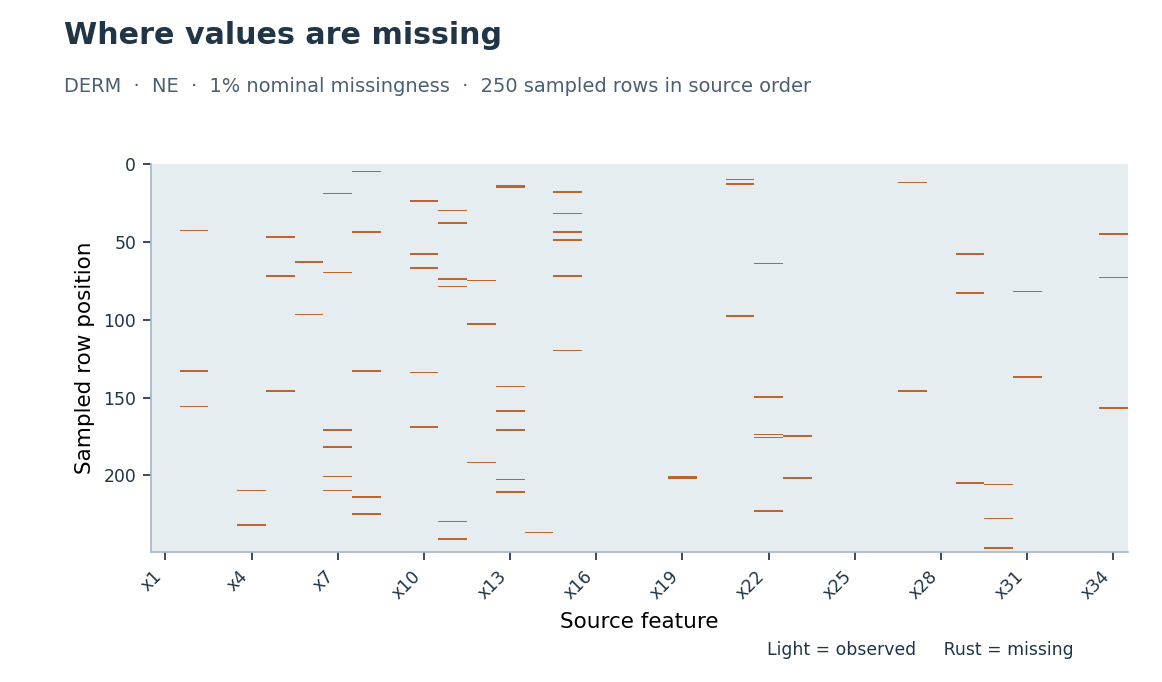 Where values are missing
DERM · NE · 1% nominal missingness · 250 sampled rows in source order
Sampled row position
0
50
100
150
200
x1 x4 x7 x10 x13 x16 x19 x22 x25 x28 x31 x34
Source feature
Light = observed Rust = missing